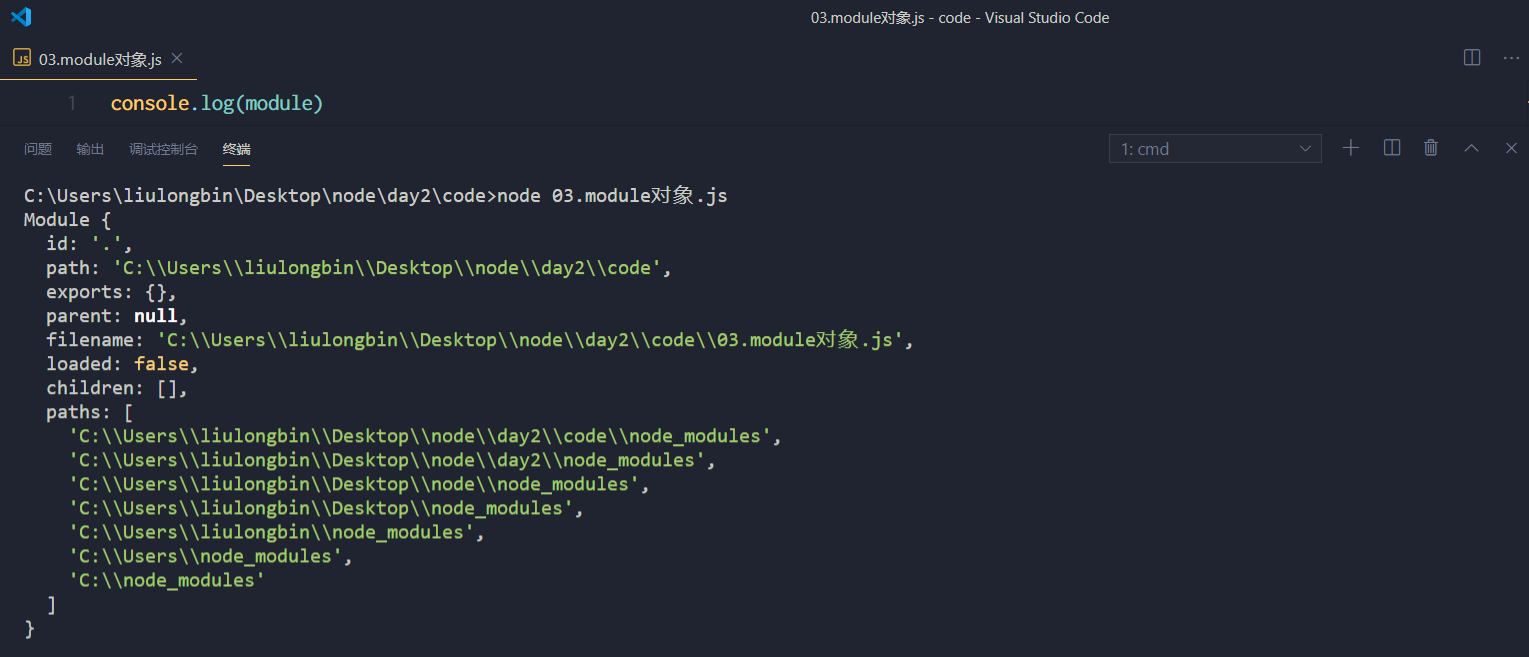 03.module对象.js - code - Visual Studio Code
JS 03.module对象.js
1 console.log(module)
问题 输出 调试控制台 终端 1: cmd
C:\Users\liulongbin\Desktop\node\day2\code>node 03.module对象.js
Module {
  id: '.',
  path: 'C:\\Users\\liulongbin\\Desktop\\node\\day2\\code',
  exports: {},
  parent: null,
  filename: 'C:\\Users\\liulongbin\\Desktop\\node\\day2\\code\\03.module对象.js',
  loaded: false,
  children: [],
  paths: [
    'C:\\Users\\liulongbin\\Desktop\\node\\day2\\code\\node_modules',
    'C:\\Users\\liulongbin\\Desktop\\node\\day2\\node_modules',
    'C:\\Users\\liulongbin\\Desktop\\node\\node_modules',
    'C:\\Users\\liulongbin\\Desktop\\node_modules',
    'C:\\Users\\liulongbin\\node_modules',
    'C:\\Users\\node_modules',
    'C:\\node_modules'
  ]
}